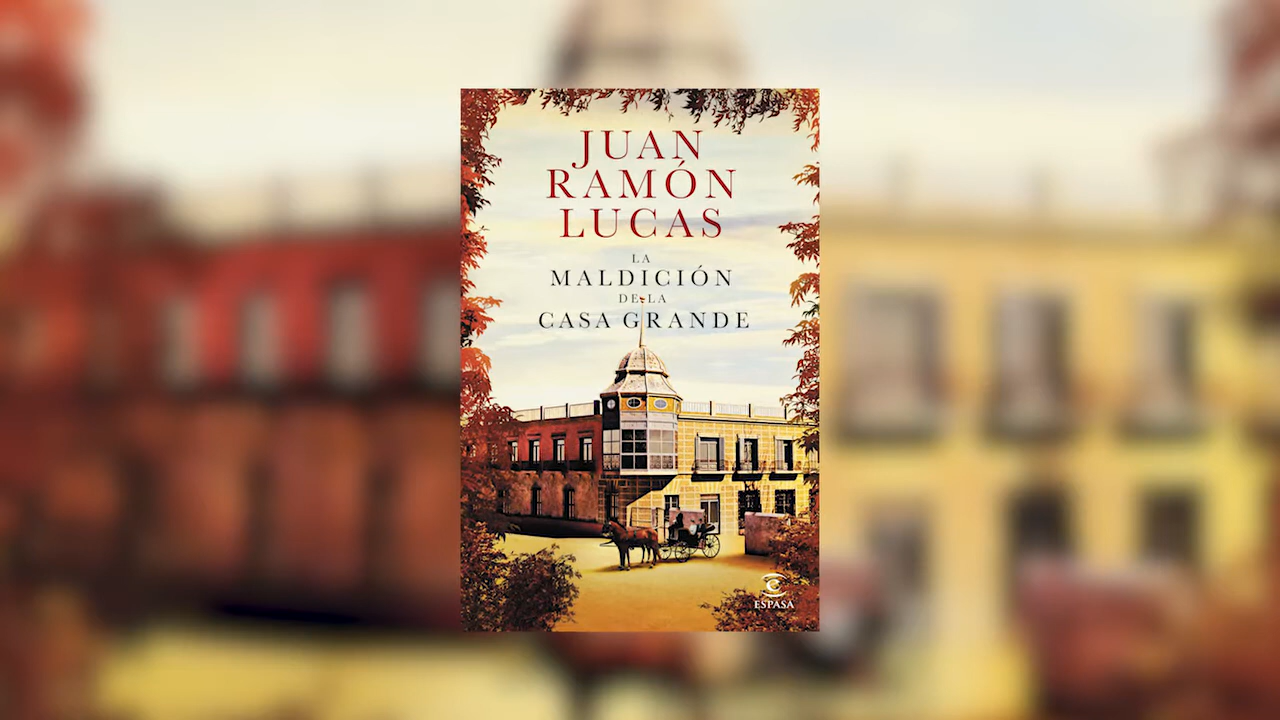 JUAN
RAMÓN
LUCAS
LA
MALDICIÓN
DE LA
CASA GRANDE
ESPASA